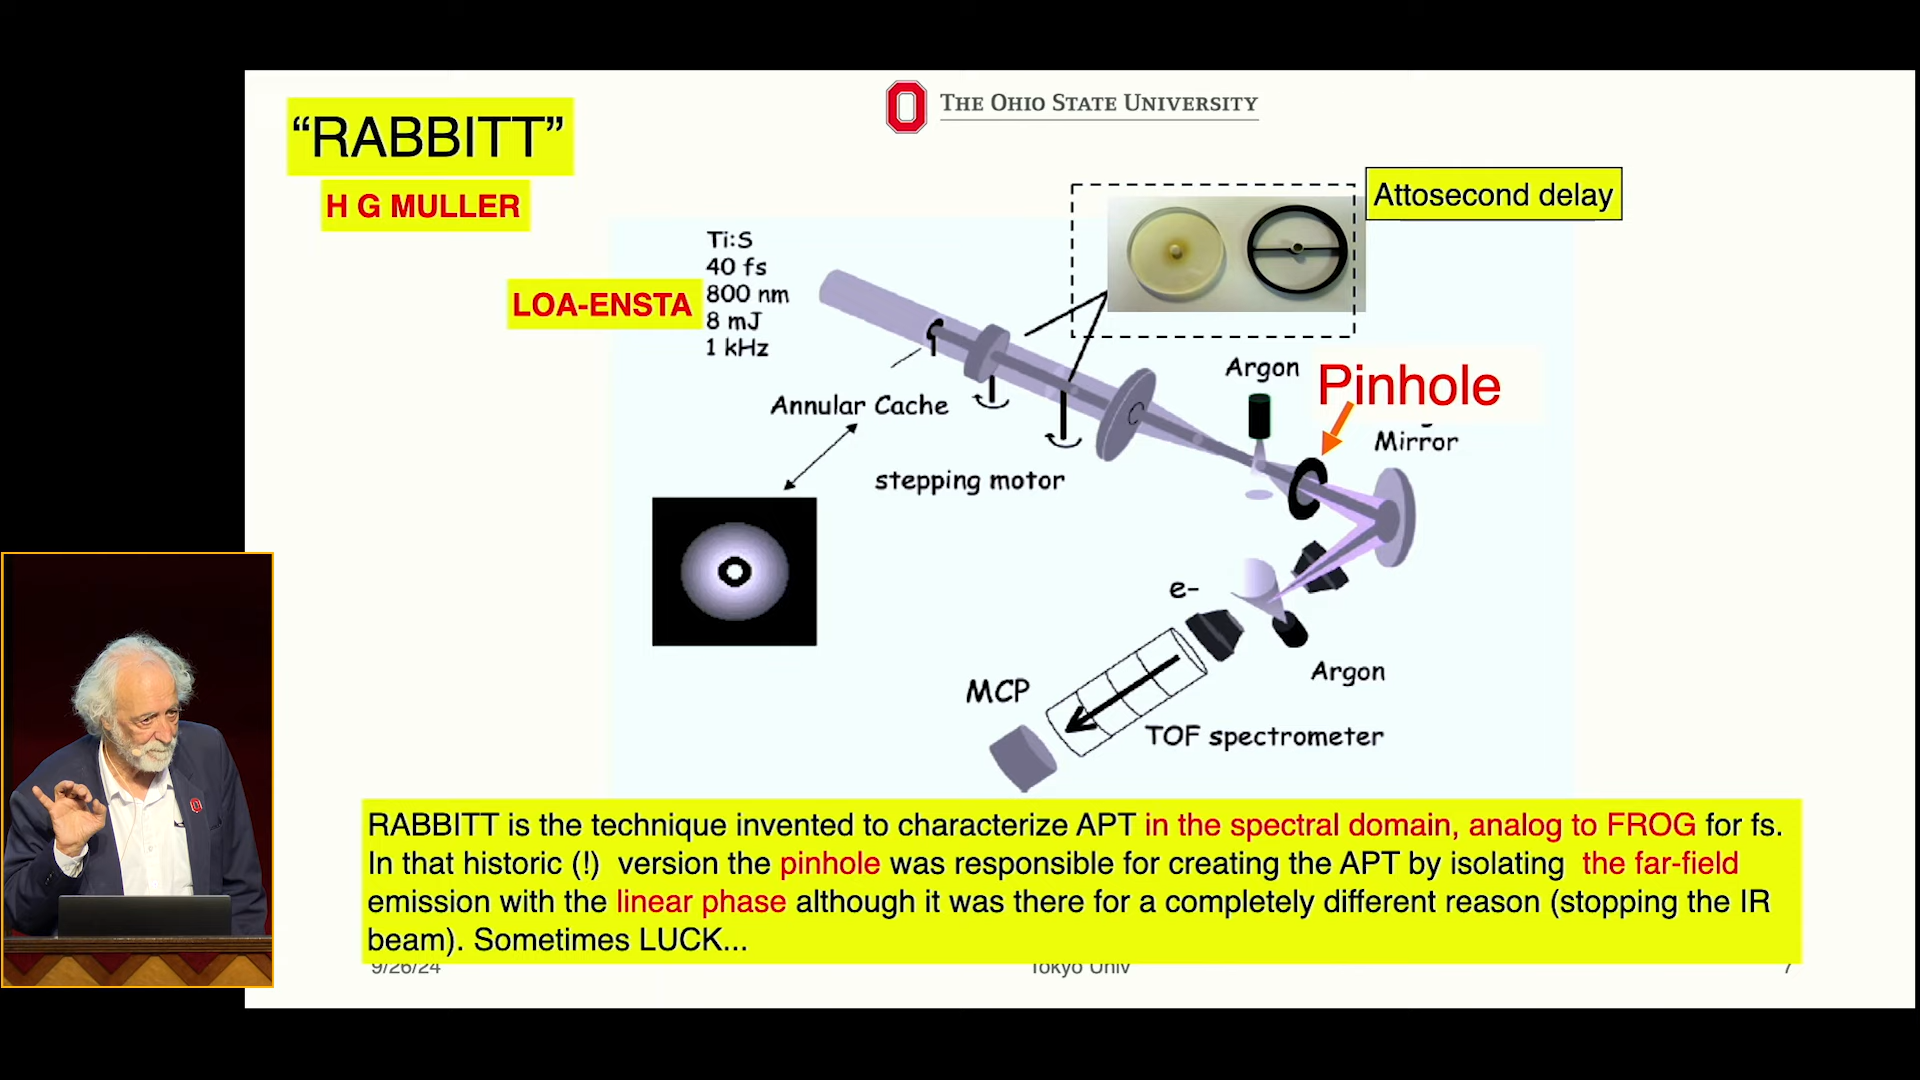 THE OHIO STATE UNIVERSITY
“RABBITT”
H G MULLER
Attosecond delay
Ti:S
40 fs
LOA-ENSTA
800 nm
8 mJ
1 kHz
Argon
Pinhole
Annular Cache
Mirror
stepping motor
e-
Argon
MCP
TOF spectrometer
RABBITT is the technique invented to characterize APT in the spectral domain, analog to FROG for fs.
In that historic (!) version the pinhole was responsible for creating the APT by isolating the far-field
emission with the linear phase although it was there for a completely different reason (stopping the IR
beam). Sometimes LUCK...
9/26/24
Tokyo Univ
7